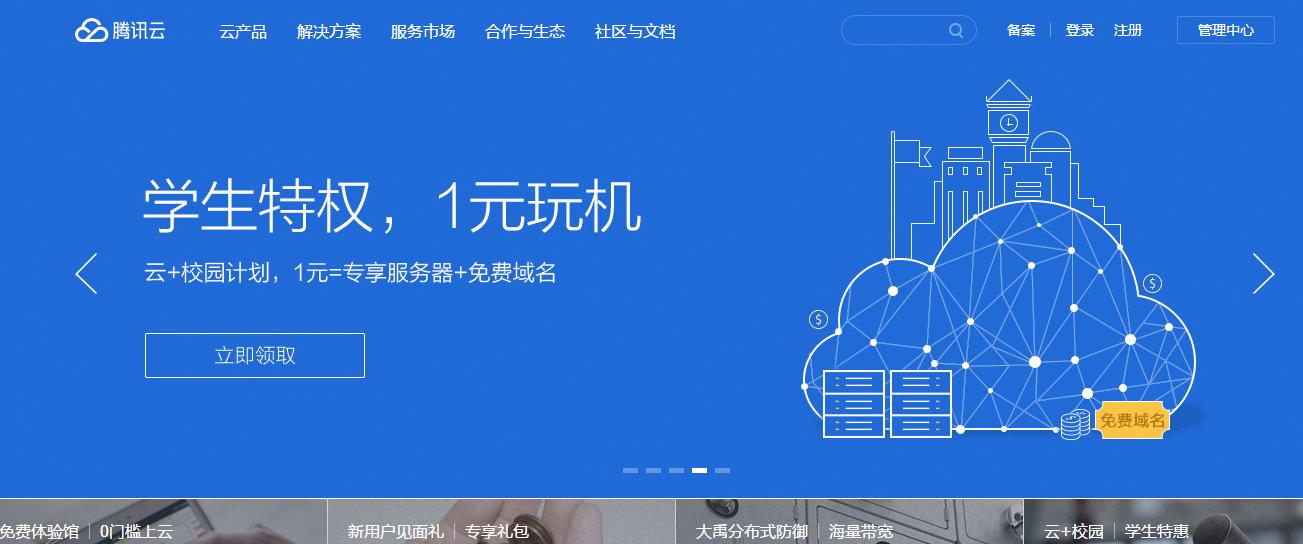 腾讯云 云产品 解决方案 服务市场 合作与生态 社区与文档 备案 登录 注册 管理中心
学生特权，1元玩机
云+校园计划，1元=专享服务器+免费域名
立即领取
$
$
免费域名
免费体验馆 0门槛上云 新用户见面礼 专享礼包 大禹分布式防御 海量带宽 云+校园 学生特惠